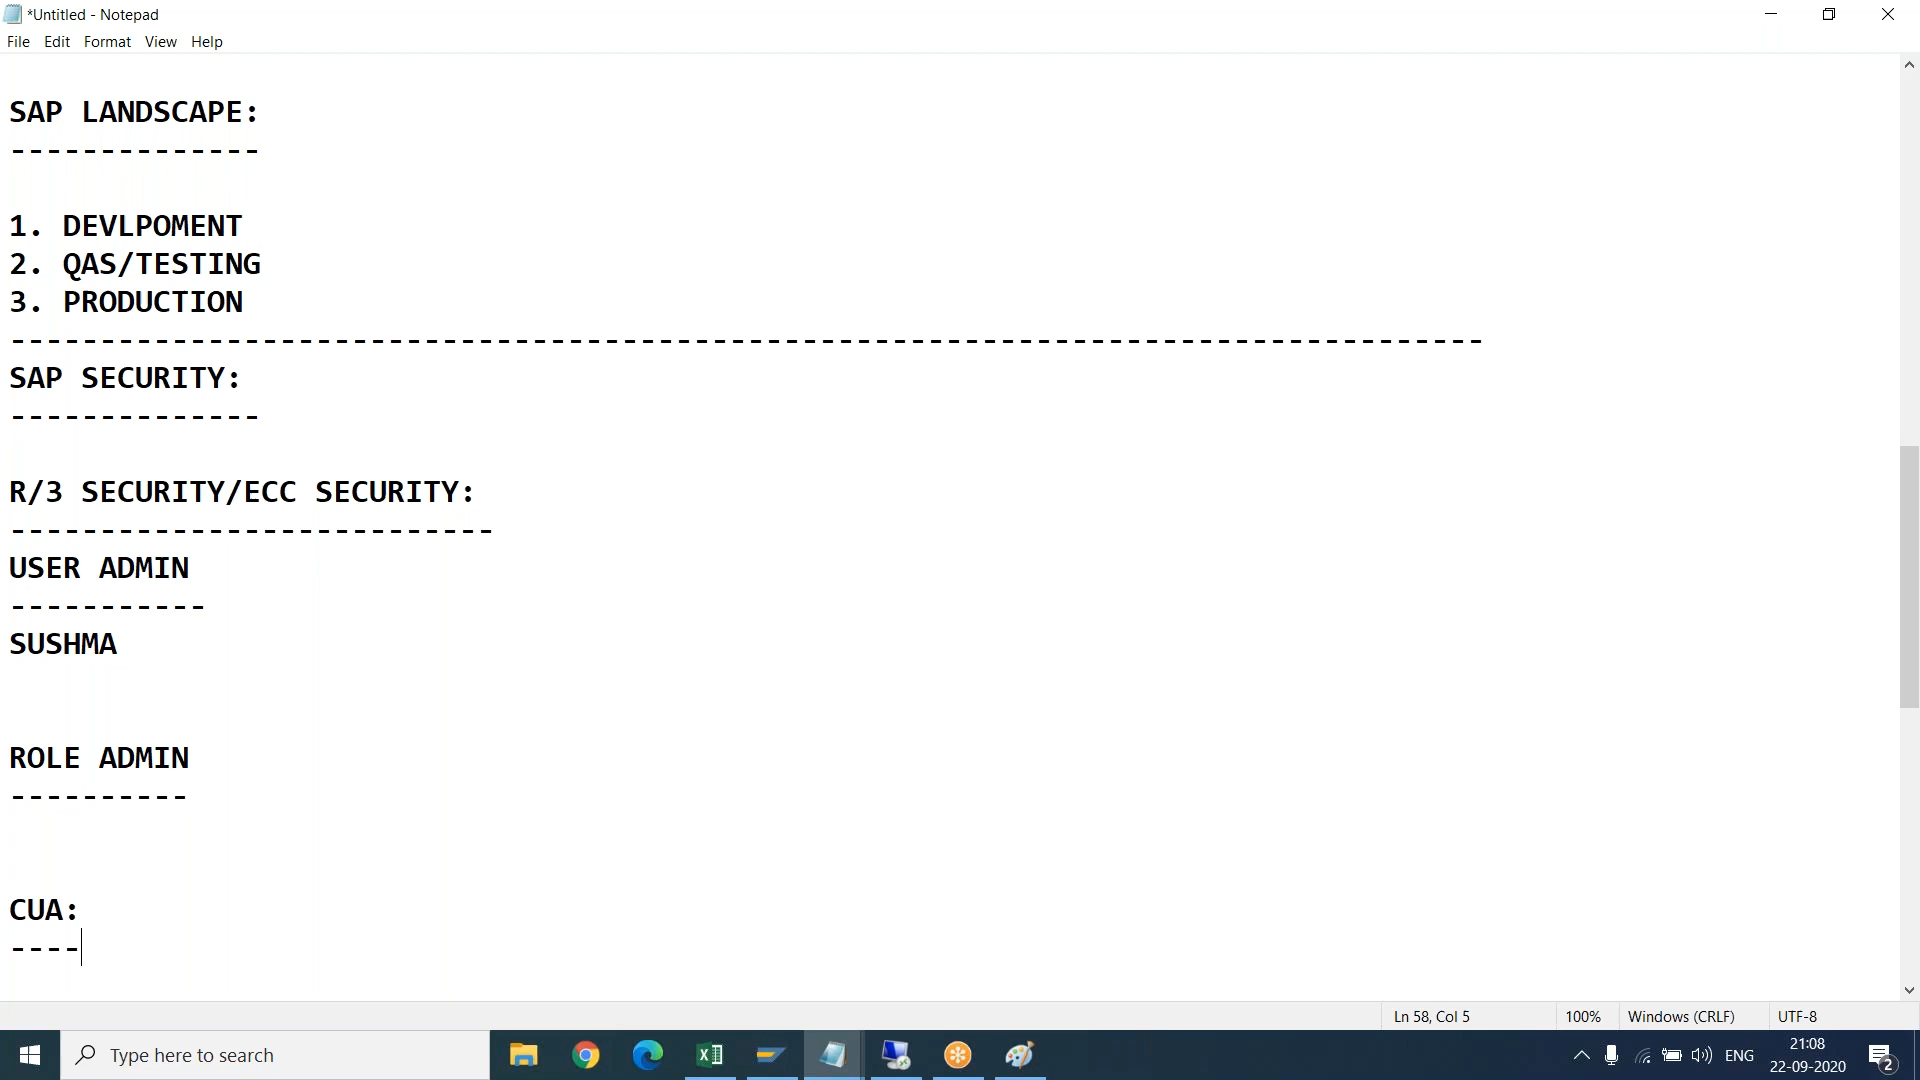 *Untitled - Notepad
File Edit Format View Help
SAP LANDSCAPE:
--------------
1. DEVLPOMENT
2. QAS/TESTING
3. PRODUCTION
----------------------------------------------------------------------------------
SAP SECURITY:
--------------
R/3 SECURITY/ECC SECURITY:
---------------------------
USER ADMIN
-----------
SUSHMA
ROLE ADMIN
----------
CUA:
----
Ln 58, Col 5 100% Windows (CRLF) UTF-8
Type here to search
ENG
21:08
22-09-2020
2